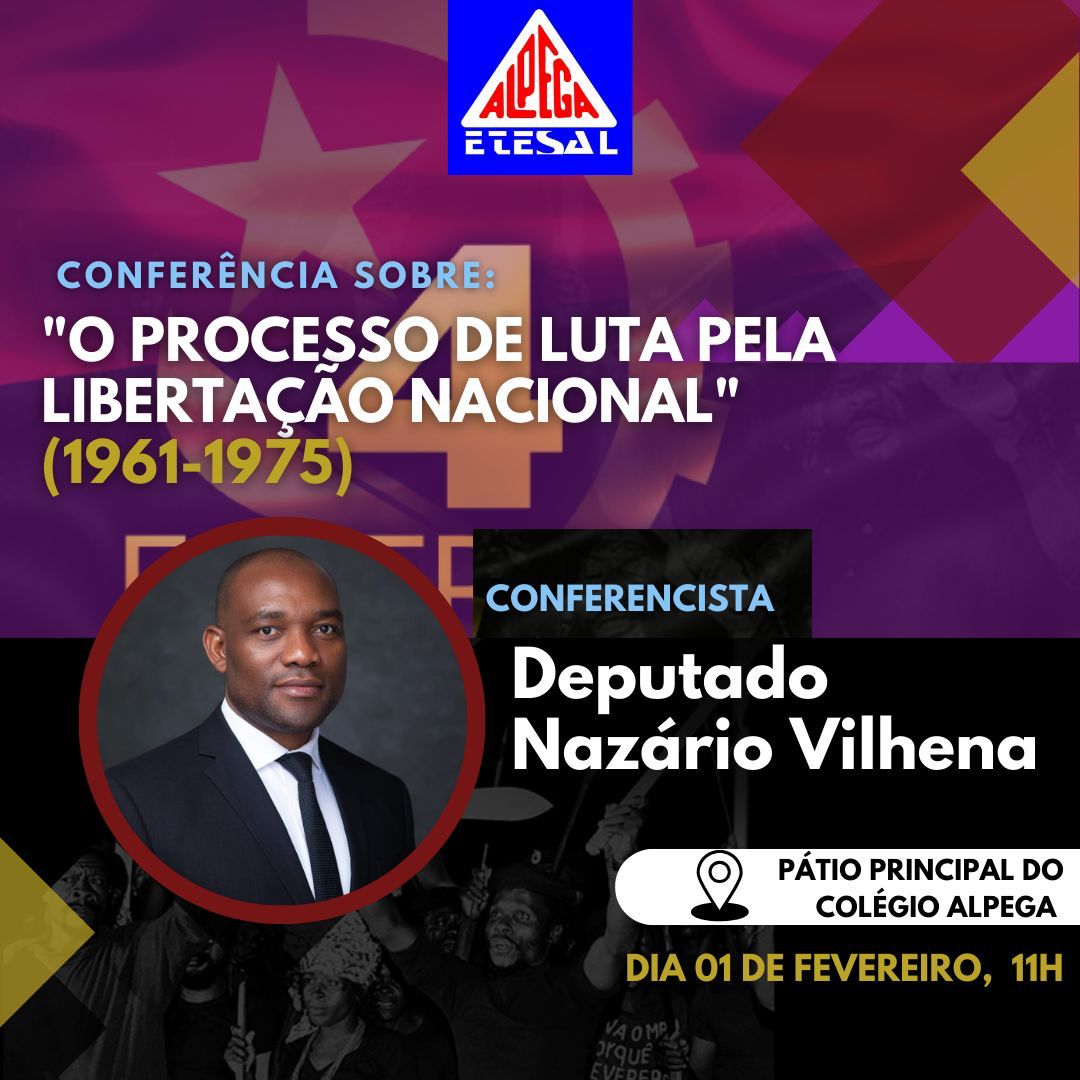 ALPEGA
ETESAL
CONFERÊNCIA SOBRE:
"O PROCESSO DE LUTA PELA
LIBERTAÇÃO NACIONAL"
(1961-1975)
4
CONFERENCISTA
Deputado
Nazário Vilhena
PÁTIO PRINCIPAL DO
COLÉGIO ALPEGA
DIA 01 DE FEVEREIRO, 11H